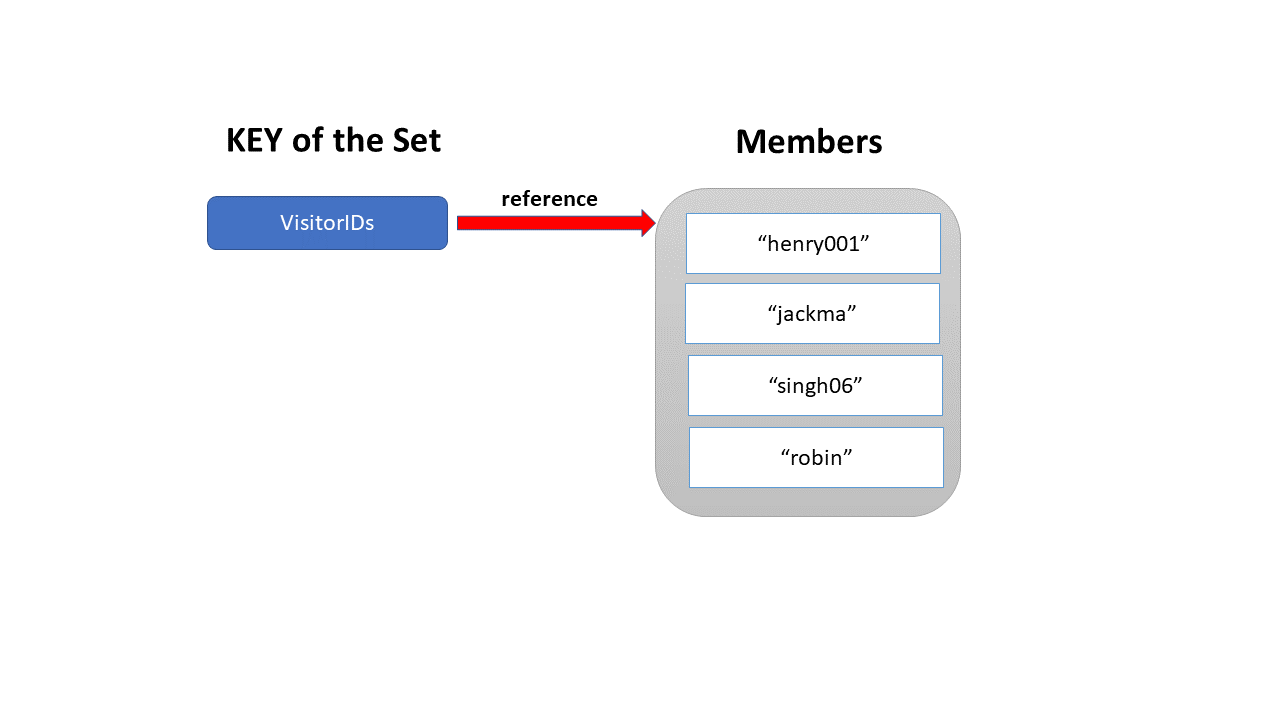 KEY of the Set
Members
VisitorIDs
reference
“henry001”
“jackma”
“singh06”
“robin”